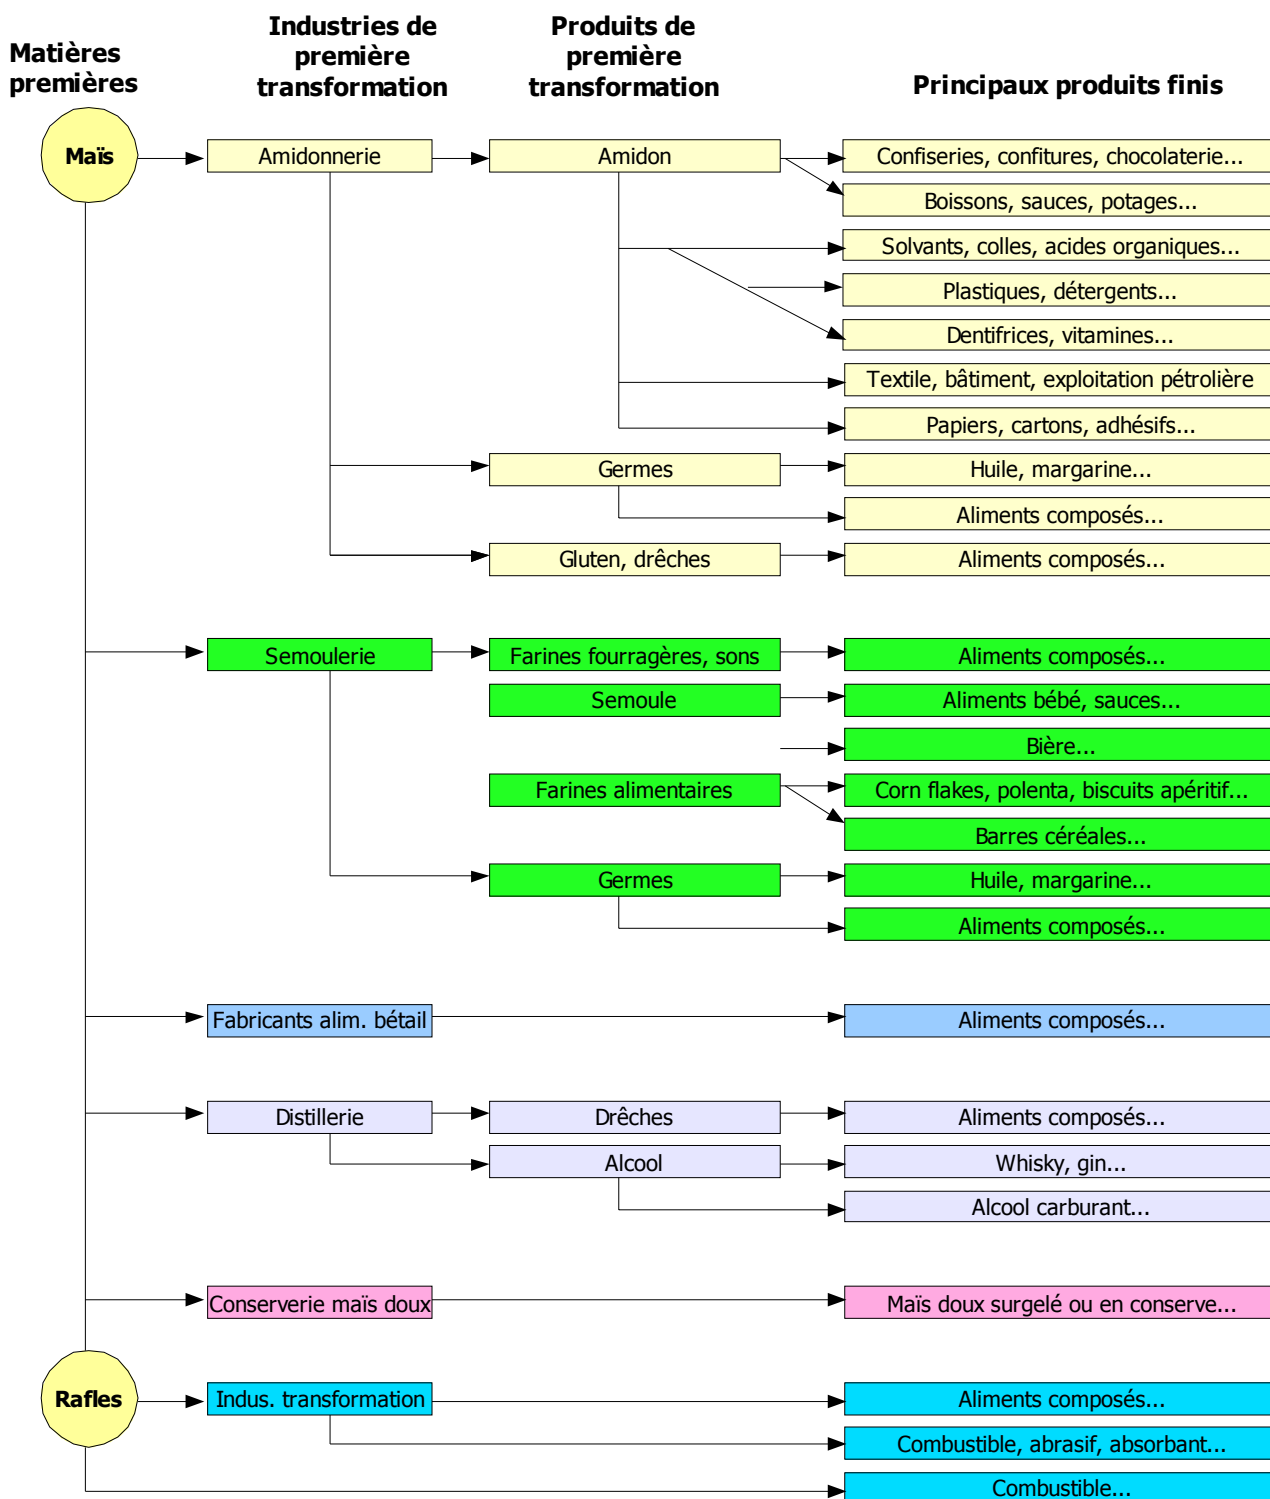 Matières
premières
Industries de
première
transformation
Produits de
première
transformation
Principaux produits finis
Maïs
Amidonnerie
Amidon
Confiseries, confitures, chocolaterie...
Boissons, sauces, potages...
Solvants, colles, acides organiques...
Plastiques, détergents...
Dentifrices, vitamines...
Textile, bâtiment, exploitation pétrolière
Papiers, cartons, adhésifs...
Germes
Huile, margarine...
Aliments composés...
Gluten, drêches
Aliments composés...
Semoulerie
Farines fourragères, sons
Aliments composés...
Semoule
Aliments bébé, sauces...
Bière...
Farines alimentaires
Corn flakes, polenta, biscuits apéritif...
Barres céréales...
Germes
Huile, margarine...
Aliments composés...
Fabricants alim. bétail
Aliments composés...
Distillerie
Drêches
Aliments composés...
Alcool
Whisky, gin...
Alcool carburant...
Conserverie maïs doux
Maïs doux surgelé ou en conserve...
Rafles
Indus. transformation
Aliments composés...
Combustible, abrasif, absorbant...
Combustible...